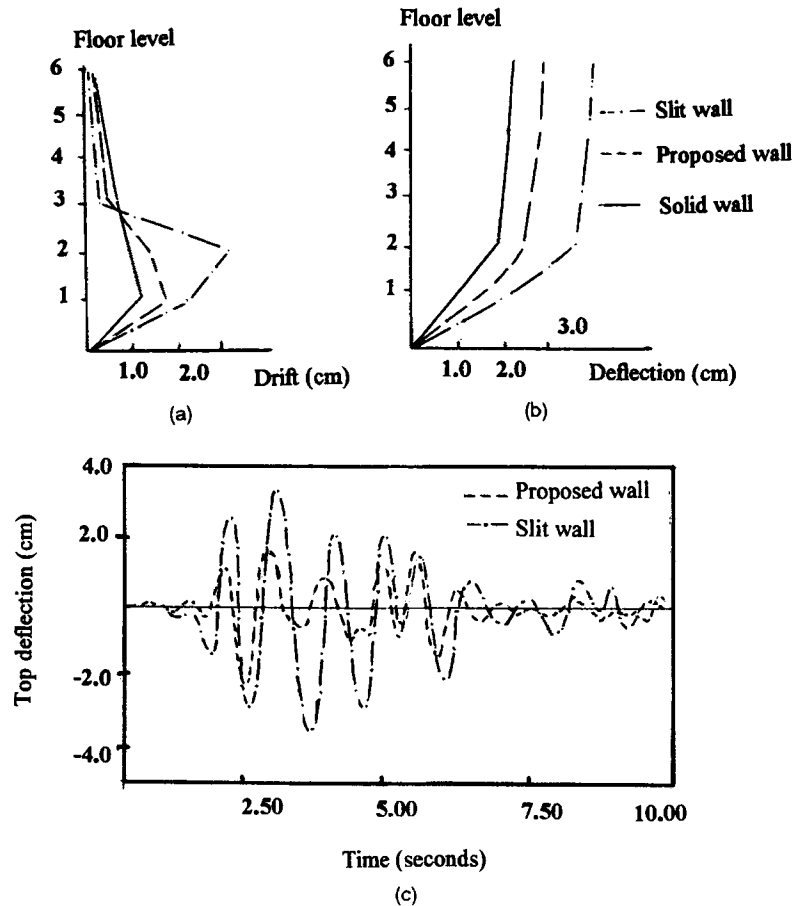 Floor level
6
5
4
3
2
1
1.0 2.0 Drift (cm)
(a)
Floor level
6
5
4
3
2
1
3.0
1.0 2.0 Deflection (cm)
(b)
Slit wall
Proposed wall
Solid wall
4.0
2.0
0.0
-2.0
-4.0
Top deflection (cm)
Proposed wall
Slit wall
2.50 5.00 7.50 10.00
Time (seconds)
(c)